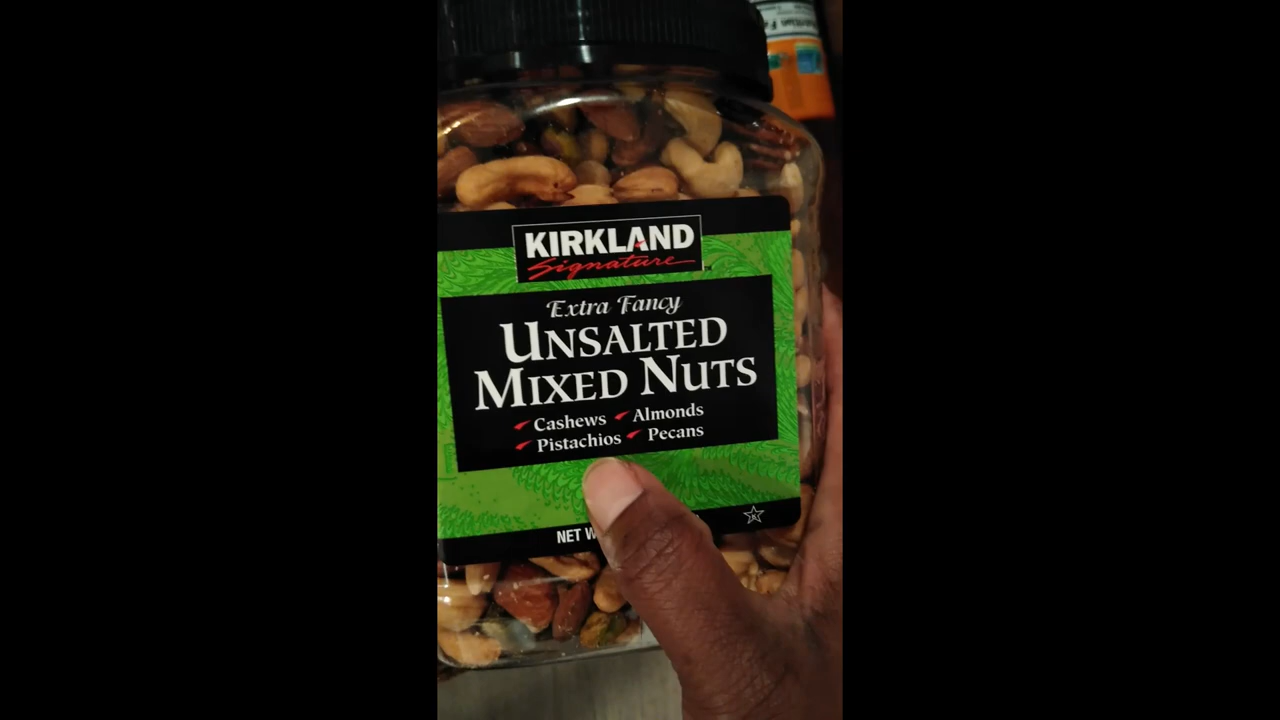 KIRKLAND
Signature
Extra Fancy
UNSALTED
MIXED NUTS
Cashews Almonds
Pistachios Pecans
NET
K